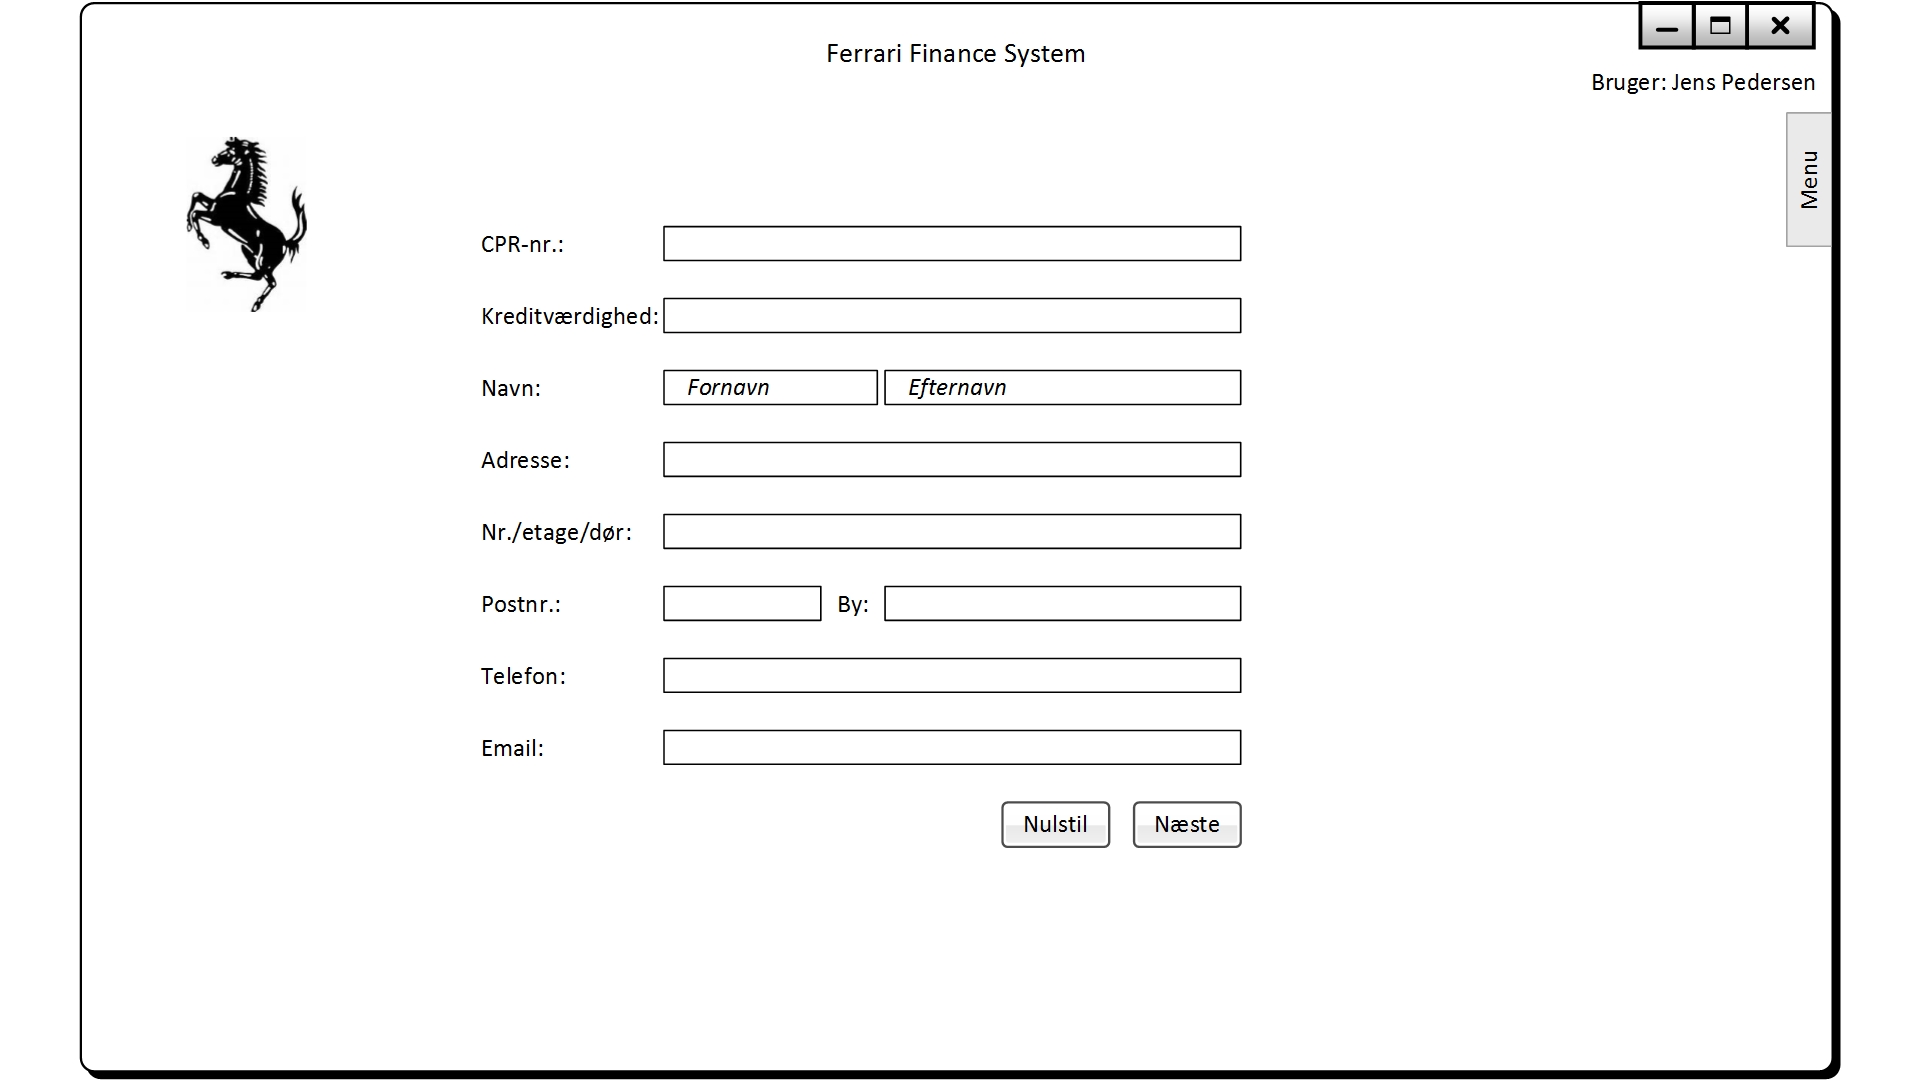 Ferrari Finance System
Bruger: Jens Pedersen
Menu
CPR-nr.:
Kreditværdighed:
Navn: Fornavn Efternavn
Adresse:
Nr./etage/dør:
Postnr.: By:
Telefon:
Email:
Nulstil Næste